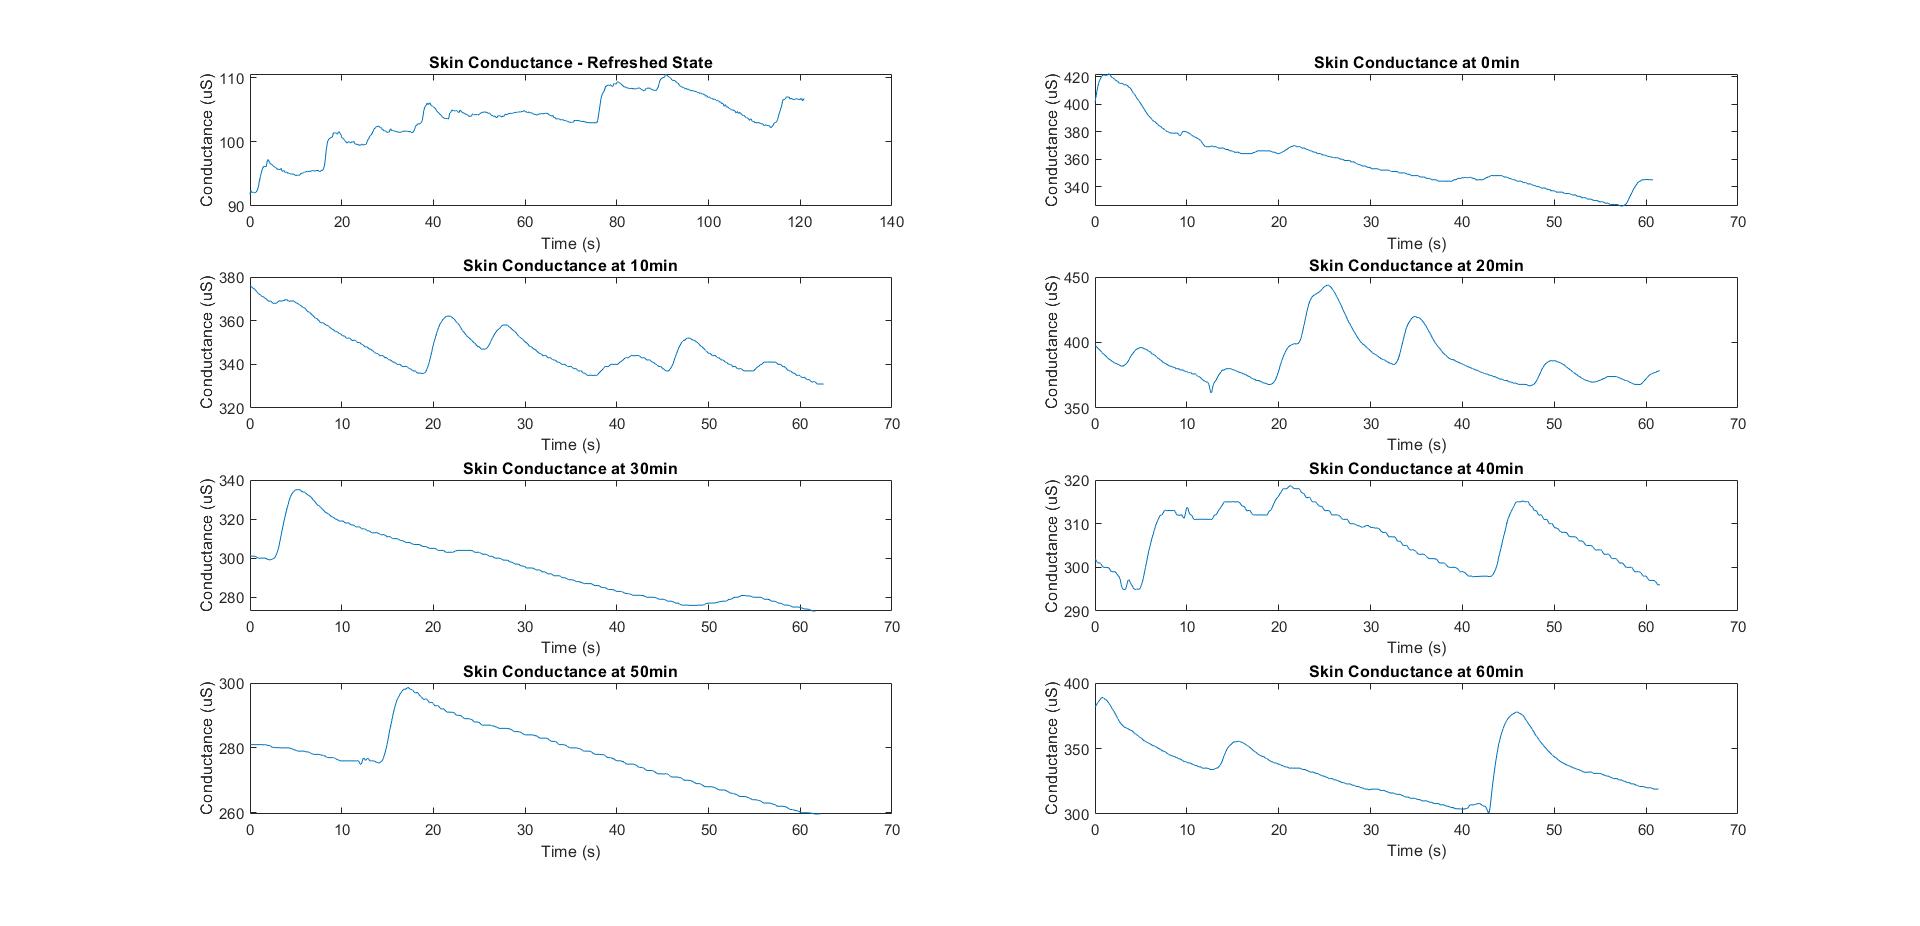 Skin Conductance - Refreshed State
Conductance (uS)
110
100
90
0 20 40 60 80 100 120 140
Time (s)
Skin Conductance at 0min
Conductance (uS)
420
400
380
360
340
0 10 20 30 40 50 60 70
Time (s)
Skin Conductance at 10min
Conductance (uS)
380
360
340
320
0 10 20 30 40 50 60 70
Time (s)
Skin Conductance at 20min
Conductance (uS)
450
400
350
0 10 20 30 40 50 60 70
Time (s)
Skin Conductance at 30min
Conductance (uS)
340
320
300
280
0 10 20 30 40 50 60 70
Time (s)
Skin Conductance at 40min
Conductance (uS)
320
310
300
290
0 10 20 30 40 50 60 70
Time (s)
Skin Conductance at 50min
Conductance (uS)
300
280
260
0 10 20 30 40 50 60 70
Time (s)
Skin Conductance at 60min
Conductance (uS)
400
350
300
0 10 20 30 40 50 60 70
Time (s)